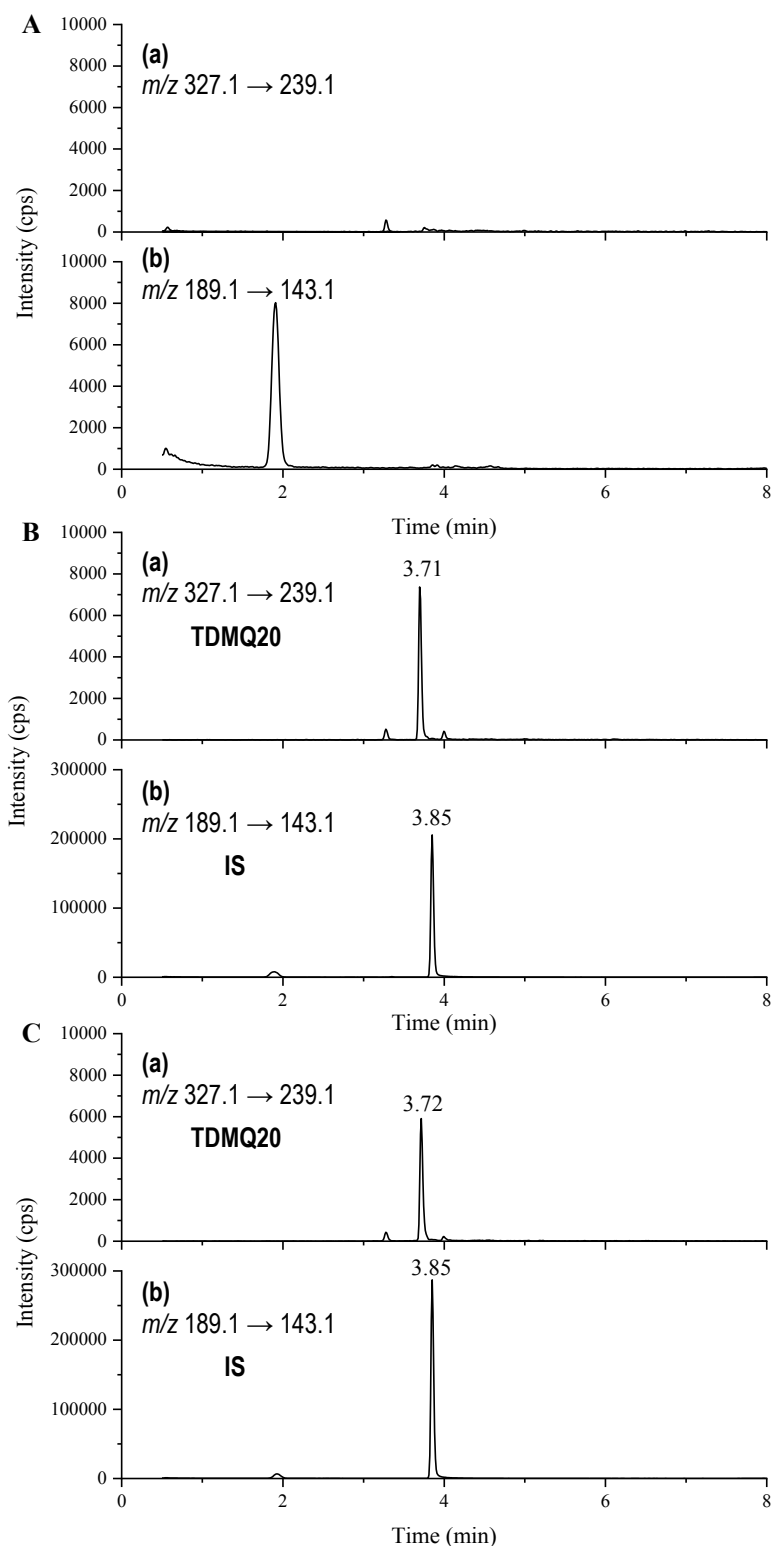 A
(a)
m/z 327.1 → 239.1
10000
8000
6000
4000
2000
0
Intensity (cps)
(b)
m/z 189.1 → 143.1
10000
8000
6000
4000
2000
0
0 2 4 6 8
Time (min)
B
(a)
m/z 327.1 → 239.1
TDMQ20
3.71
10000
8000
6000
4000
2000
0
Intensity (cps)
(b)
m/z 189.1 → 143.1
IS
3.85
300000
200000
100000
0
0 2 4 6 8
Time (min)
C
(a)
m/z 327.1 → 239.1
TDMQ20
3.72
10000
8000
6000
4000
2000
0
Intensity (cps)
(b)
m/z 189.1 → 143.1
IS
3.85
300000
200000
100000
0
0 2 4 6 8
Time (min)